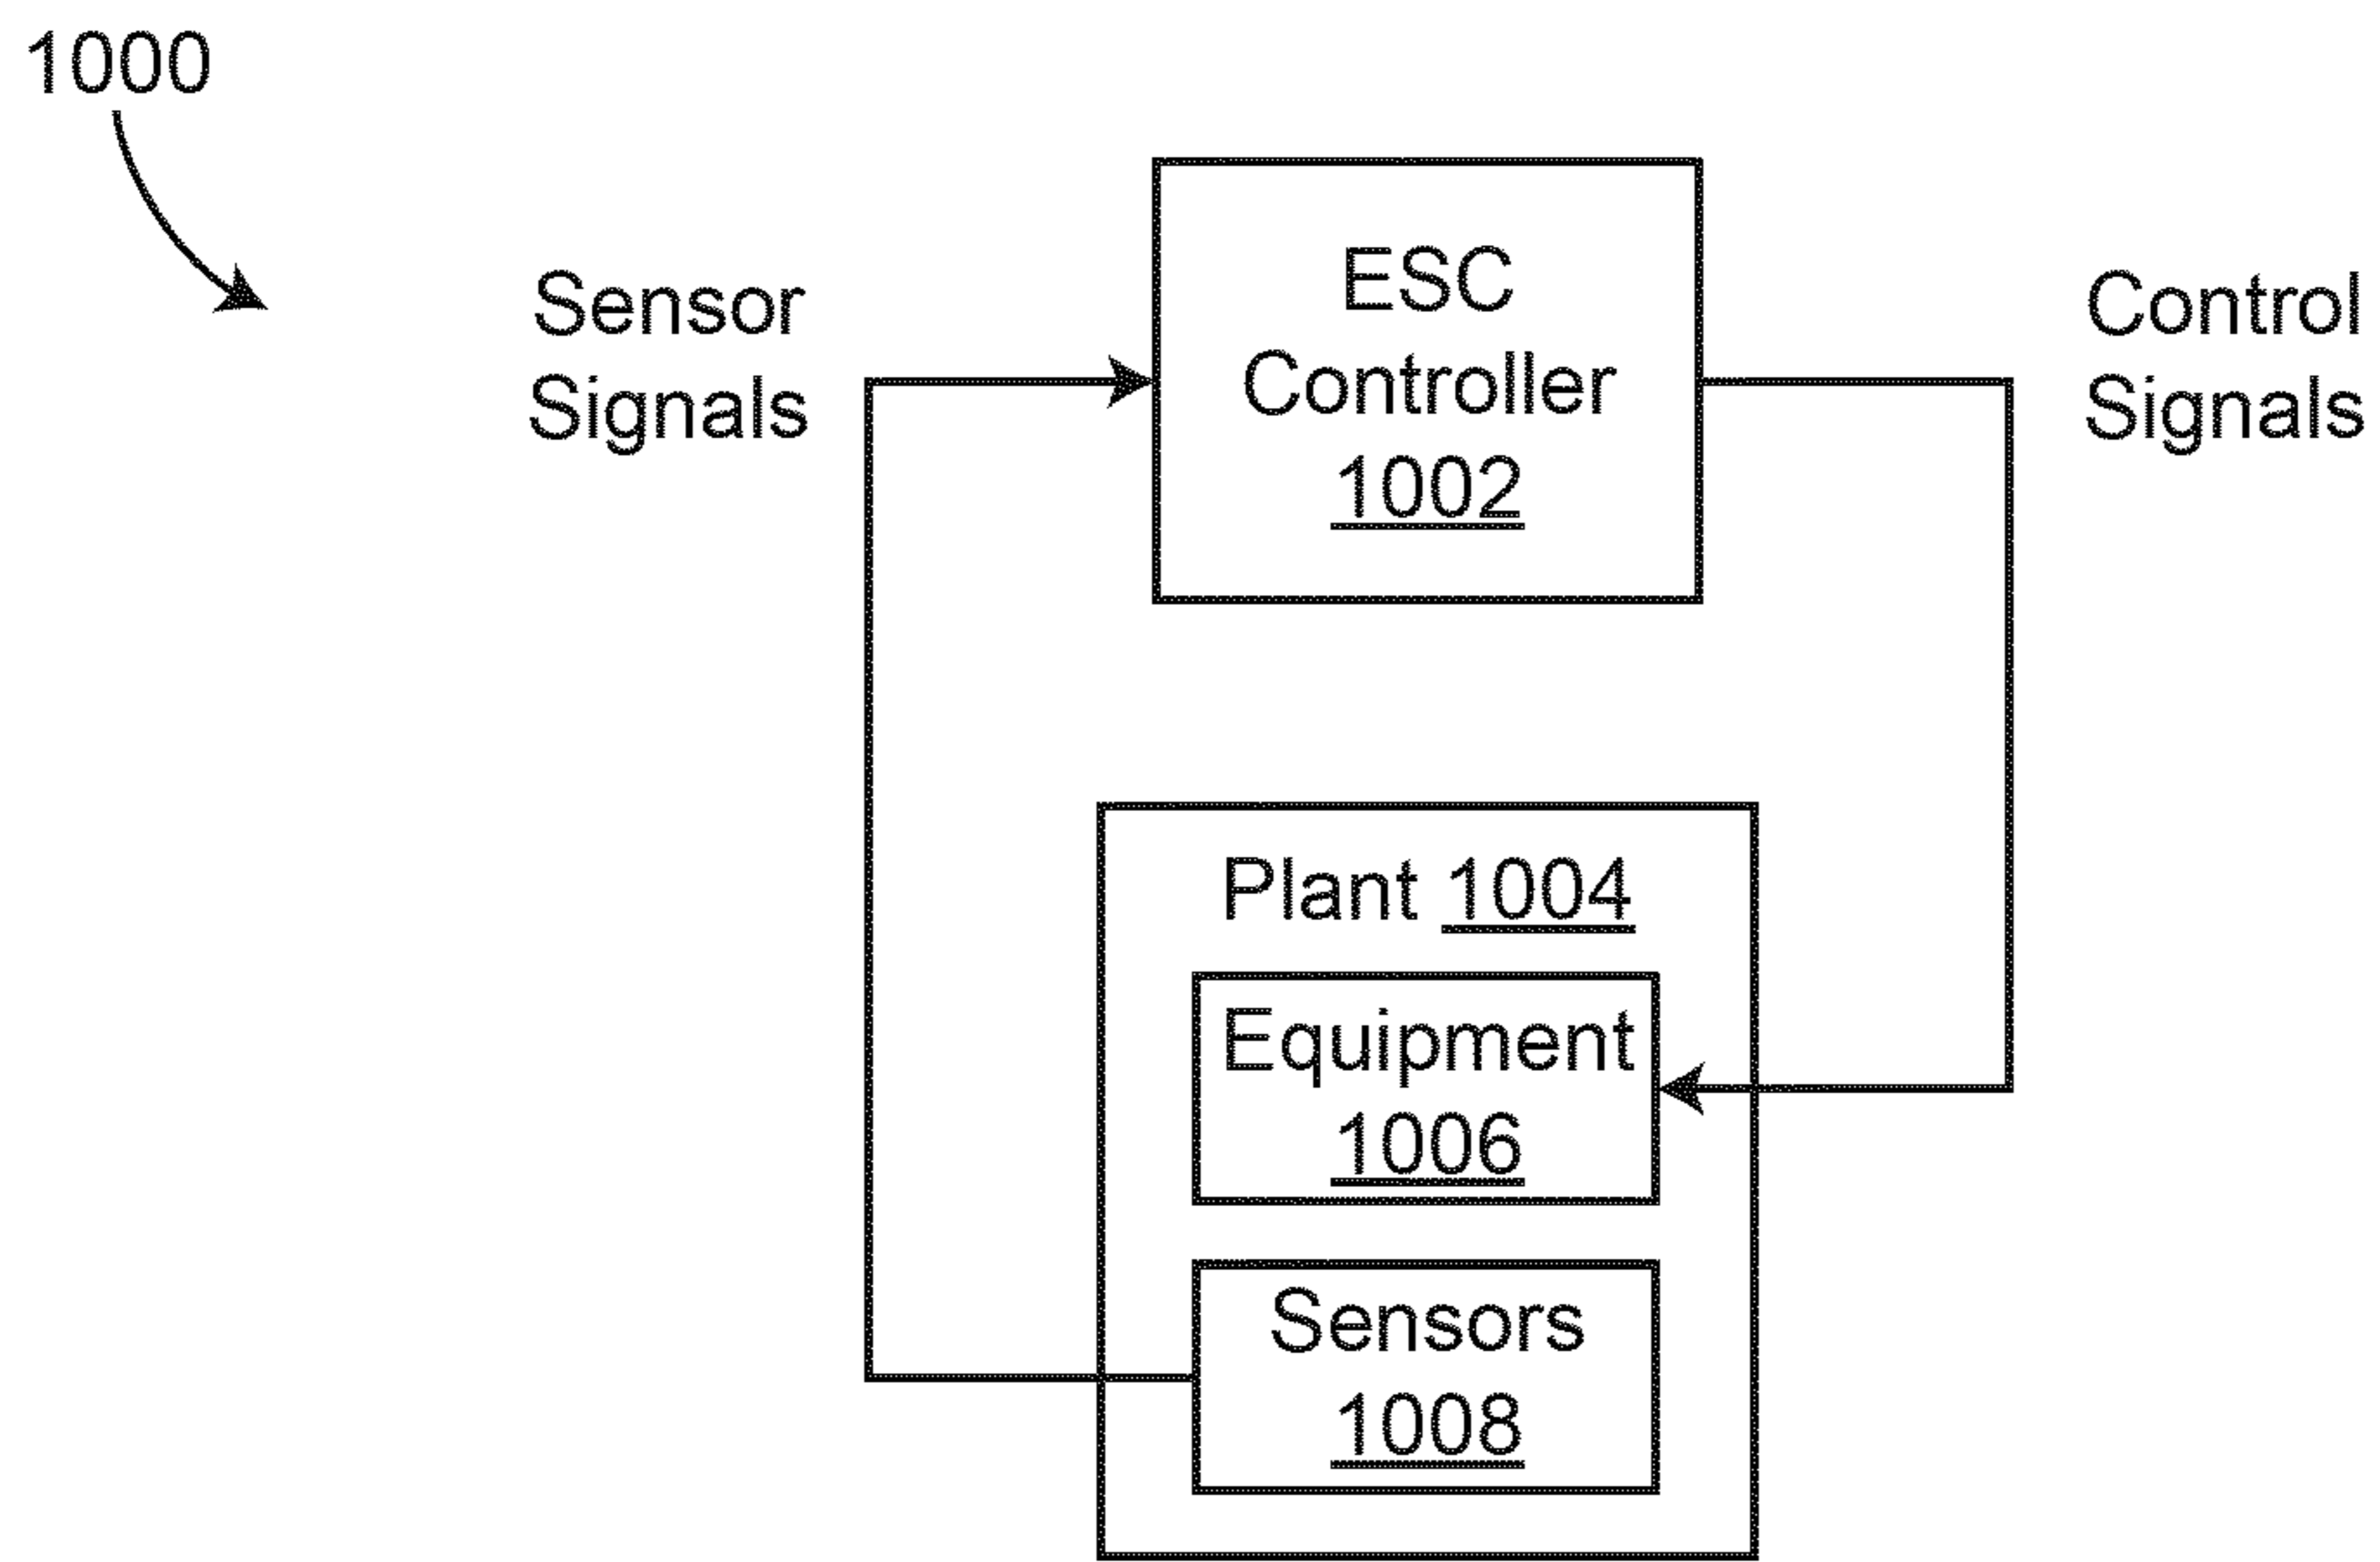 1000
Sensor
Signals
ESC
Controller
1002
Control
Signals
Plant 1004
Equipment
1006
Sensors
1008